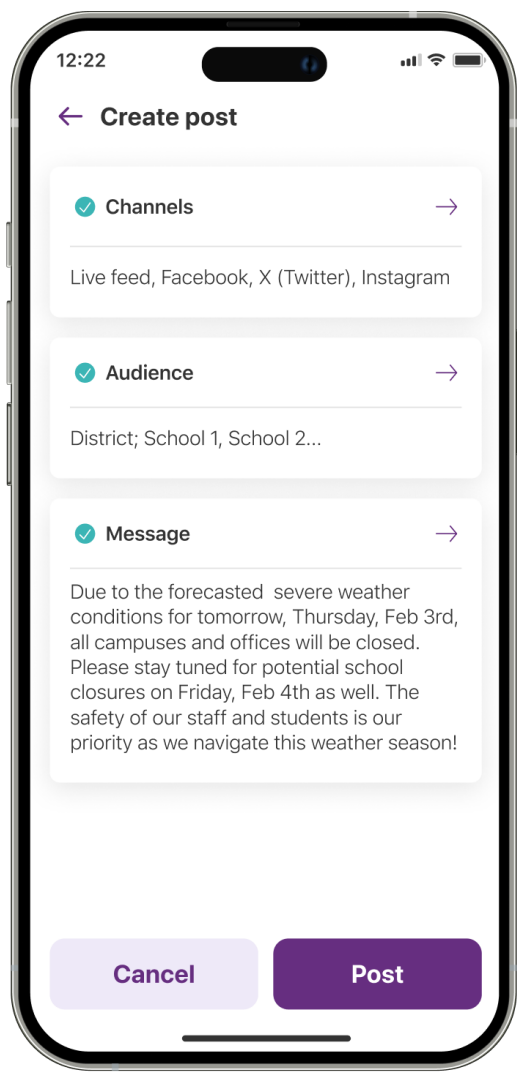 12:22
Create post
Channels
Live feed, Facebook, X (Twitter), Instagram
Audience
District; School 1, School 2...
Message
Due to the forecasted  severe weather
conditions for tomorrow, Thursday, Feb 3rd,
all campuses and offices will be closed.
Please stay tuned for potential school
closures on Friday, Feb 4th as well. The
safety of our staff and students is our
priority as we navigate this weather season!
Cancel
Post